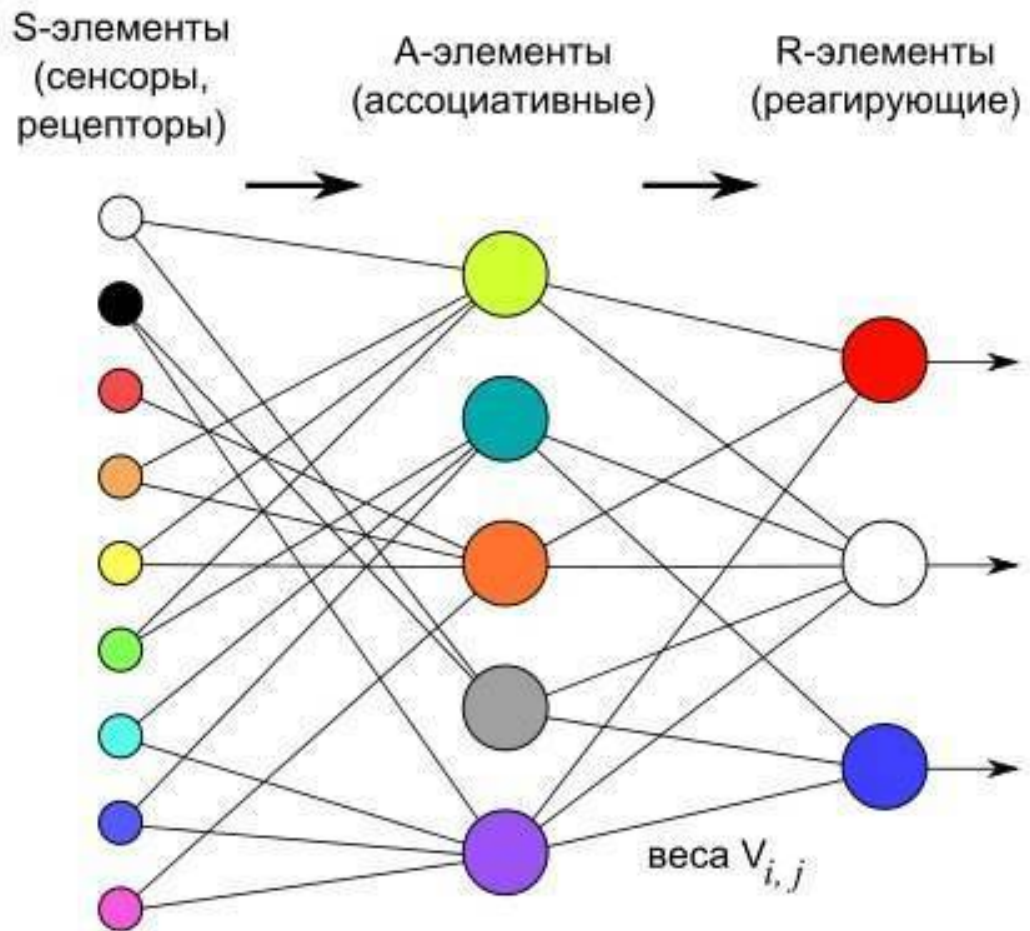 S-элементы
(сенсоры,
рецепторы)
А-элементы
(ассоциативные)
R-элементы
(реагирующие)
веса V i, j